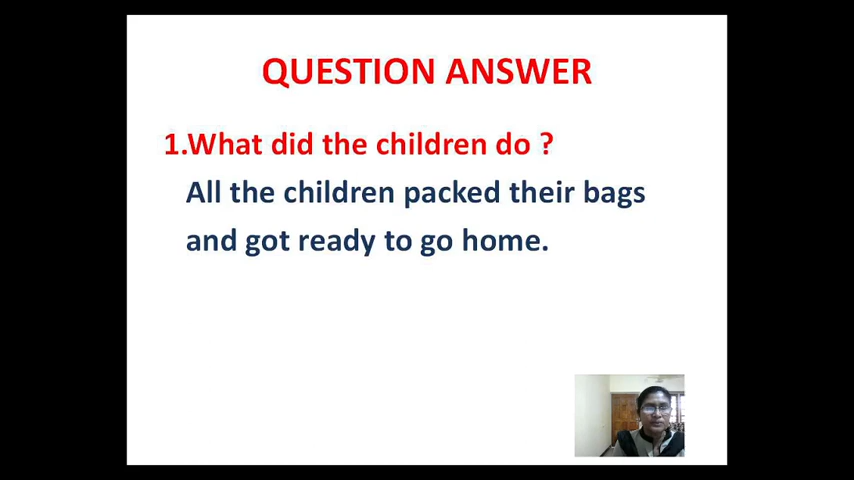 QUESTION ANSWER
1.What did the children do ?
All the children packed their bags
and got ready to go home.